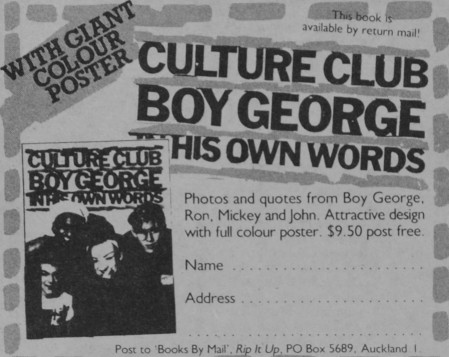 WITH GIANT
COLOUR
POSTER
This book is
available by return mail!
CULTURE CLUB
BOY GEORGE
IN HIS OWN WORDS
CULTURE CLUB
BOY GEORGE
IN HIS OWN WORDS
Photos and quotes from Boy George,
Ron, Mickey and John. Attractive design
with full colour poster. $9.50 post free.
Name
Address
Post to 'Books By Mail', Rip It Up, PO Box 5689, Auckland 1.